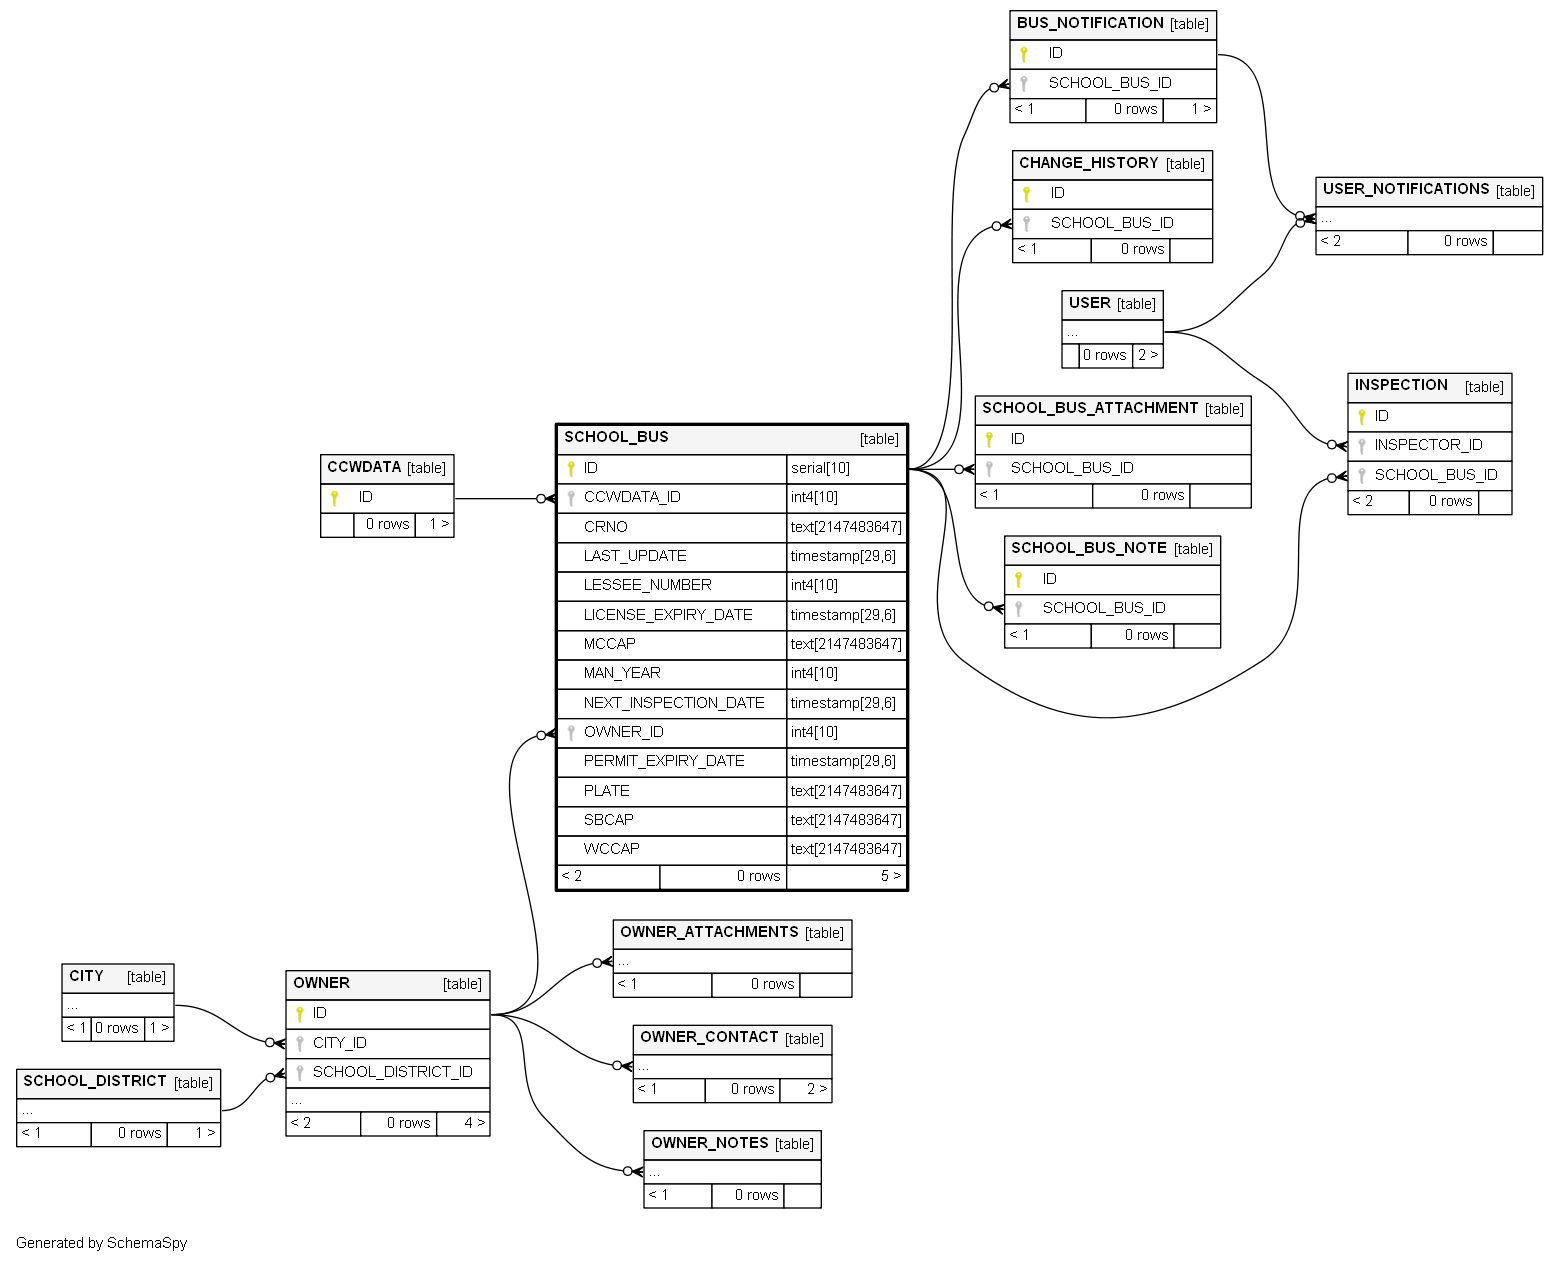 BUS_NOTIFICATION [table]
ID
SCHOOL_BUS_ID
< 1 0 rows 1 >
CHANGE_HISTORY [table]
ID
SCHOOL_BUS_ID
< 1 0 rows
USER_NOTIFICATIONS [table]
...
< 2 0 rows
USER [table]
...
0 rows 2 >
INSPECTION [table]
ID
INSPECTOR_ID
SCHOOL_BUS_ID
< 2 0 rows
SCHOOL_BUS_ATTACHMENT [table]
ID
SCHOOL_BUS_ID
< 1 0 rows
SCHOOL_BUS_NOTE [table]
ID
SCHOOL_BUS_ID
< 1 0 rows
CCWDATA [table]
ID
0 rows 1 >
SCHOOL_BUS [table]
ID serial[10]
CCWDATA_ID int4[10]
CRNO text[2147483647]
LAST_UPDATE timestamp[29,6]
LESSEE_NUMBER int4[10]
LICENSE_EXPIRY_DATE timestamp[29,6]
MCCAP text[2147483647]
MAN_YEAR int4[10]
NEXT_INSPECTION_DATE timestamp[29,6]
OWNER_ID int4[10]
PERMIT_EXPIRY_DATE timestamp[29,6]
PLATE text[2147483647]
SBCAP text[2147483647]
WCCAP text[2147483647]
< 2 0 rows 5 >
OWNER_ATTACHMENTS [table]
...
< 1 0 rows
CITY [table]
...
< 1 0 rows 1 >
OWNER [table]
ID
CITY_ID
SCHOOL_DISTRICT_ID
...
< 2 0 rows 4 >
OWNER_CONTACT [table]
...
< 1 0 rows 2 >
SCHOOL_DISTRICT [table]
...
< 1 0 rows 1 >
OWNER_NOTES [table]
...
< 1 0 rows
Generated by SchemaSpy